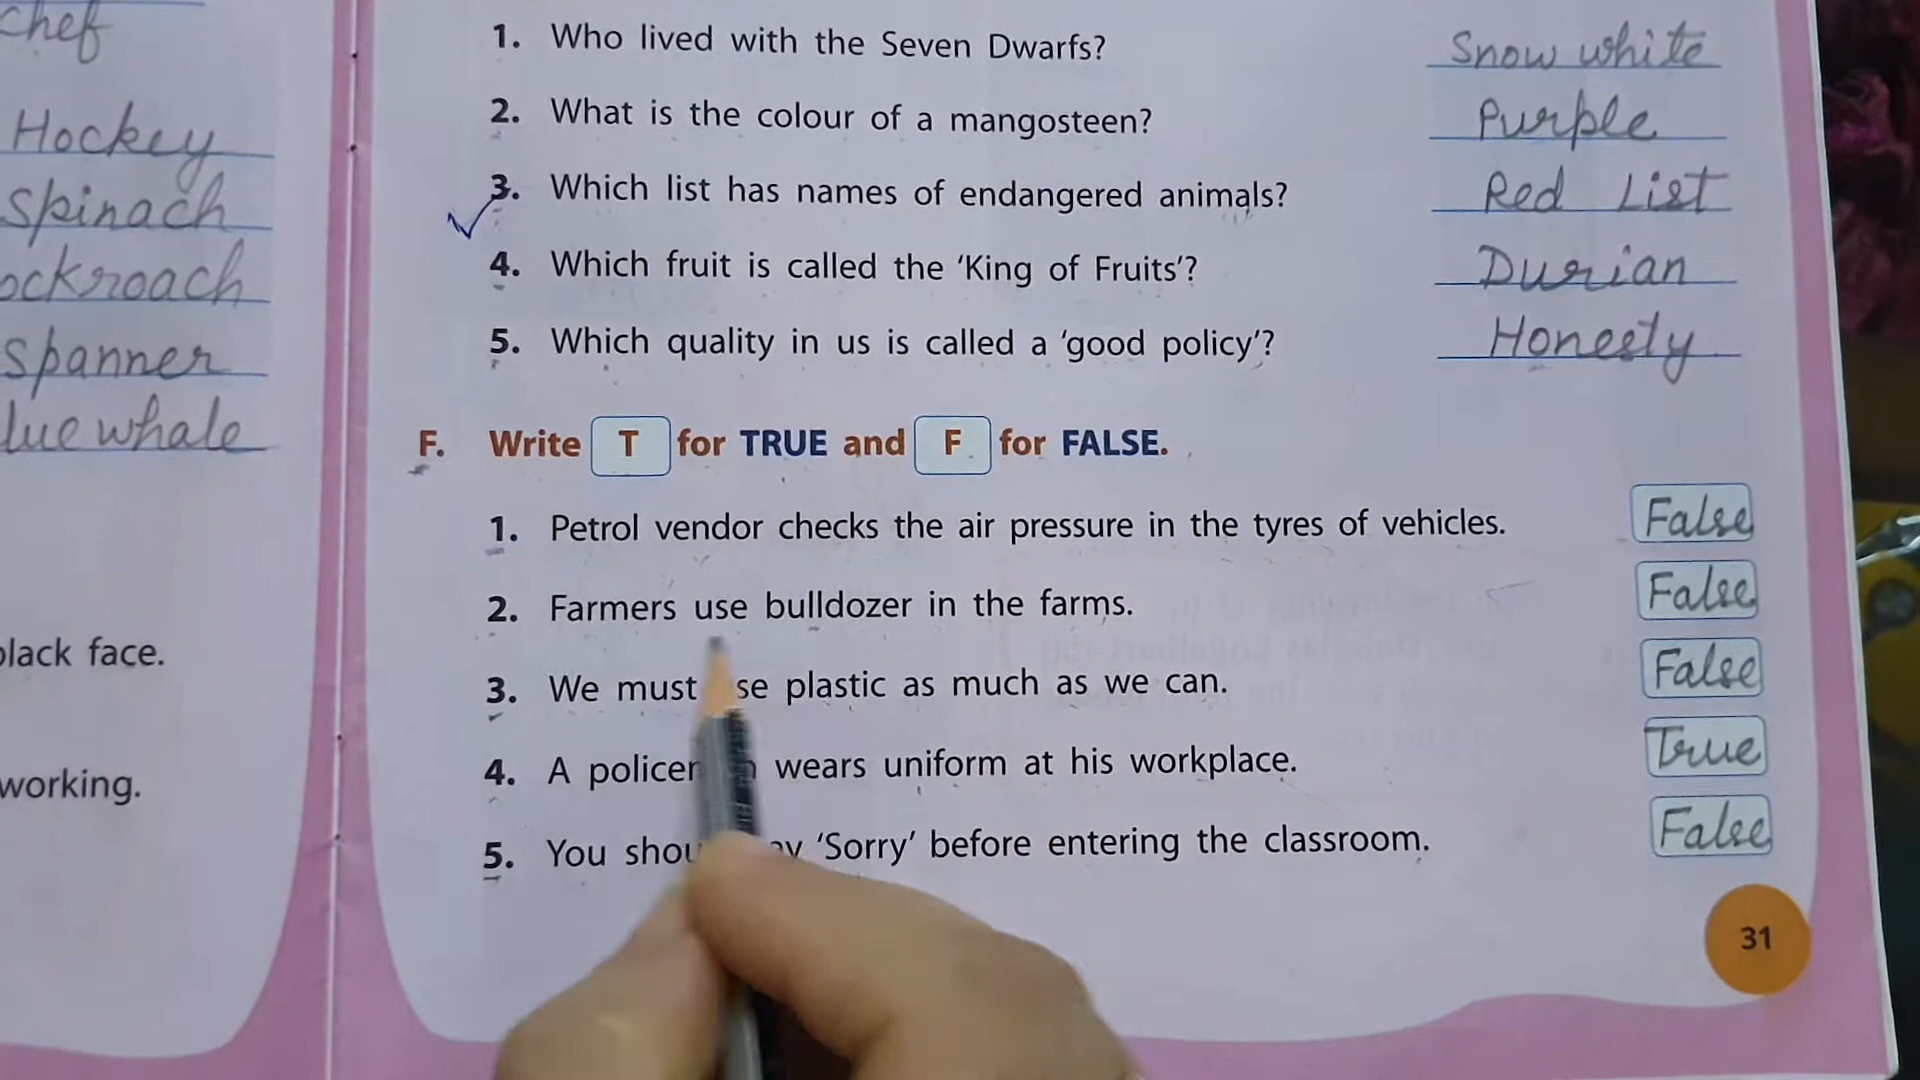 chef
Hockey
Spinach
ockroach
Spanner
lue whale
black face.
working.
1. Who lived with the Seven Dwarfs? Snow white
2. What is the colour of a mangosteen? Purple
3. Which list has names of endangered animals? Red List
4. Which fruit is called the ‘King of Fruits’? Durian
5. Which quality in us is called a ‘good policy’? Honesty
F. Write T for TRUE and F for FALSE.
1. Petrol vendor checks the air pressure in the tyres of vehicles. False
2. Farmers use bulldozer in the farms. False
3. We must se plastic as much as we can. False
4. A policem wears uniform at his workplace. True
5. You shou ay ‘Sorry’ before entering the classroom. False
31